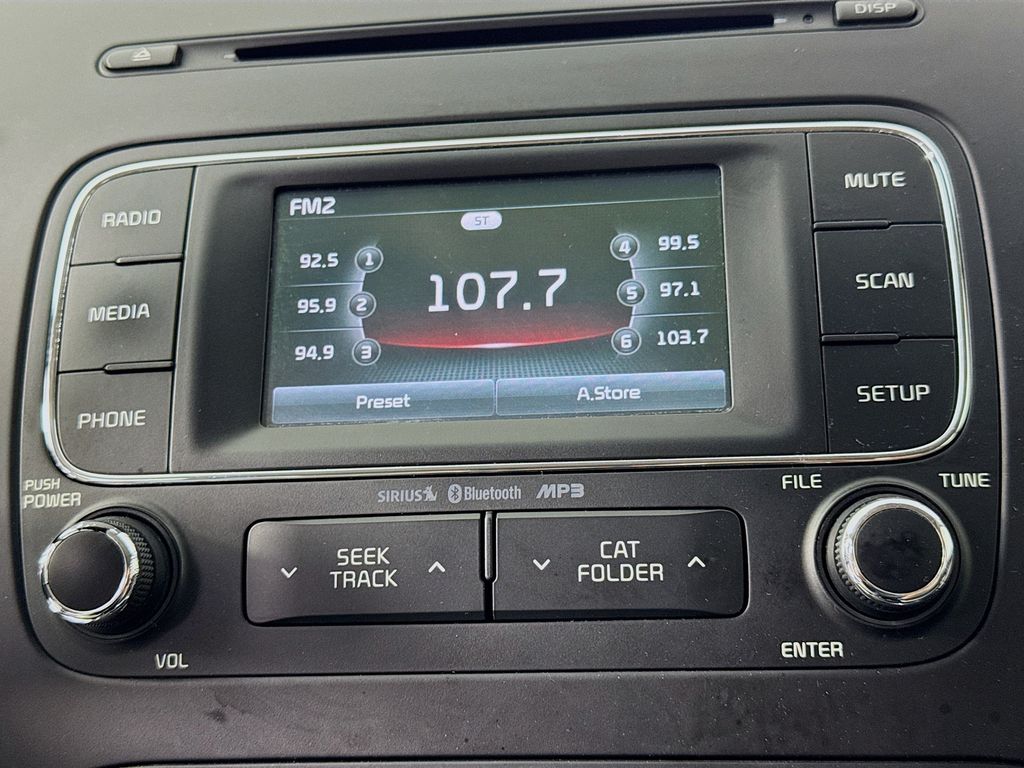 DISP
RADIO
MEDIA
PHONE
FM2
ST
92.5 1
95.9 2
94.9 3
107.7
4 99.5
5 97.1
6 103.7
Preset
A.Store
MUTE
SCAN
SETUP
PUSH
POWER
VOL
SIRIUS Bluetooth MP3
SEEK
TRACK
CAT
FOLDER
FILE
TUNE
ENTER